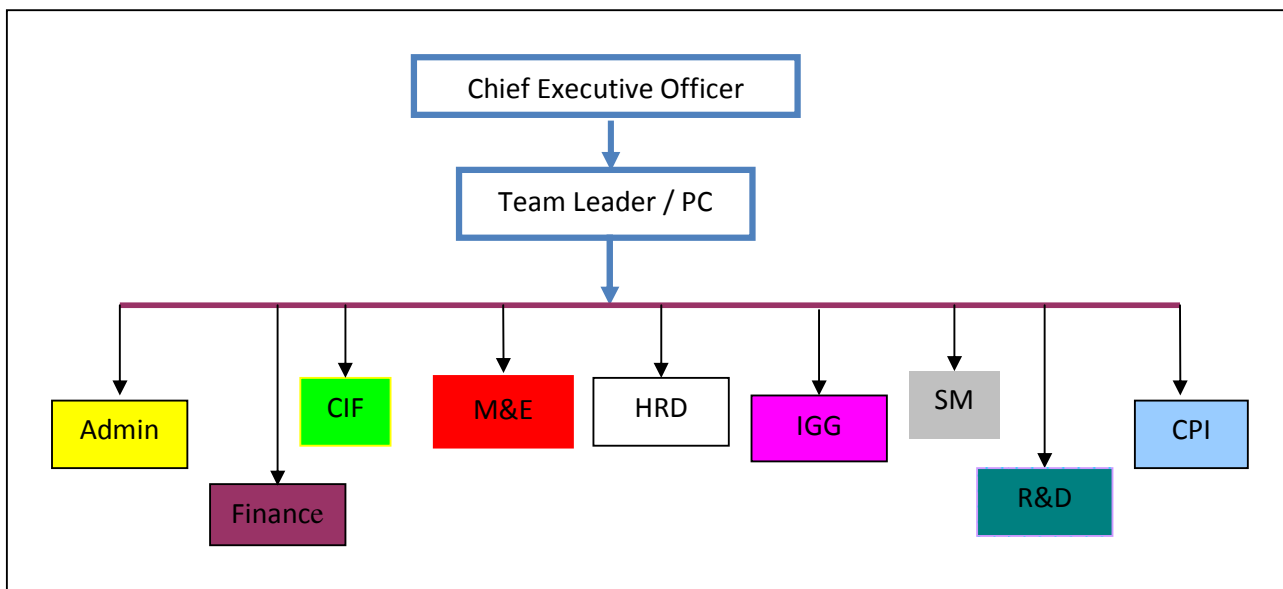 Chief Executive Officer
Team Leader / PC
Admin
Finance
CIF
M&E
HRD
IGG
SM
R&D
CPI